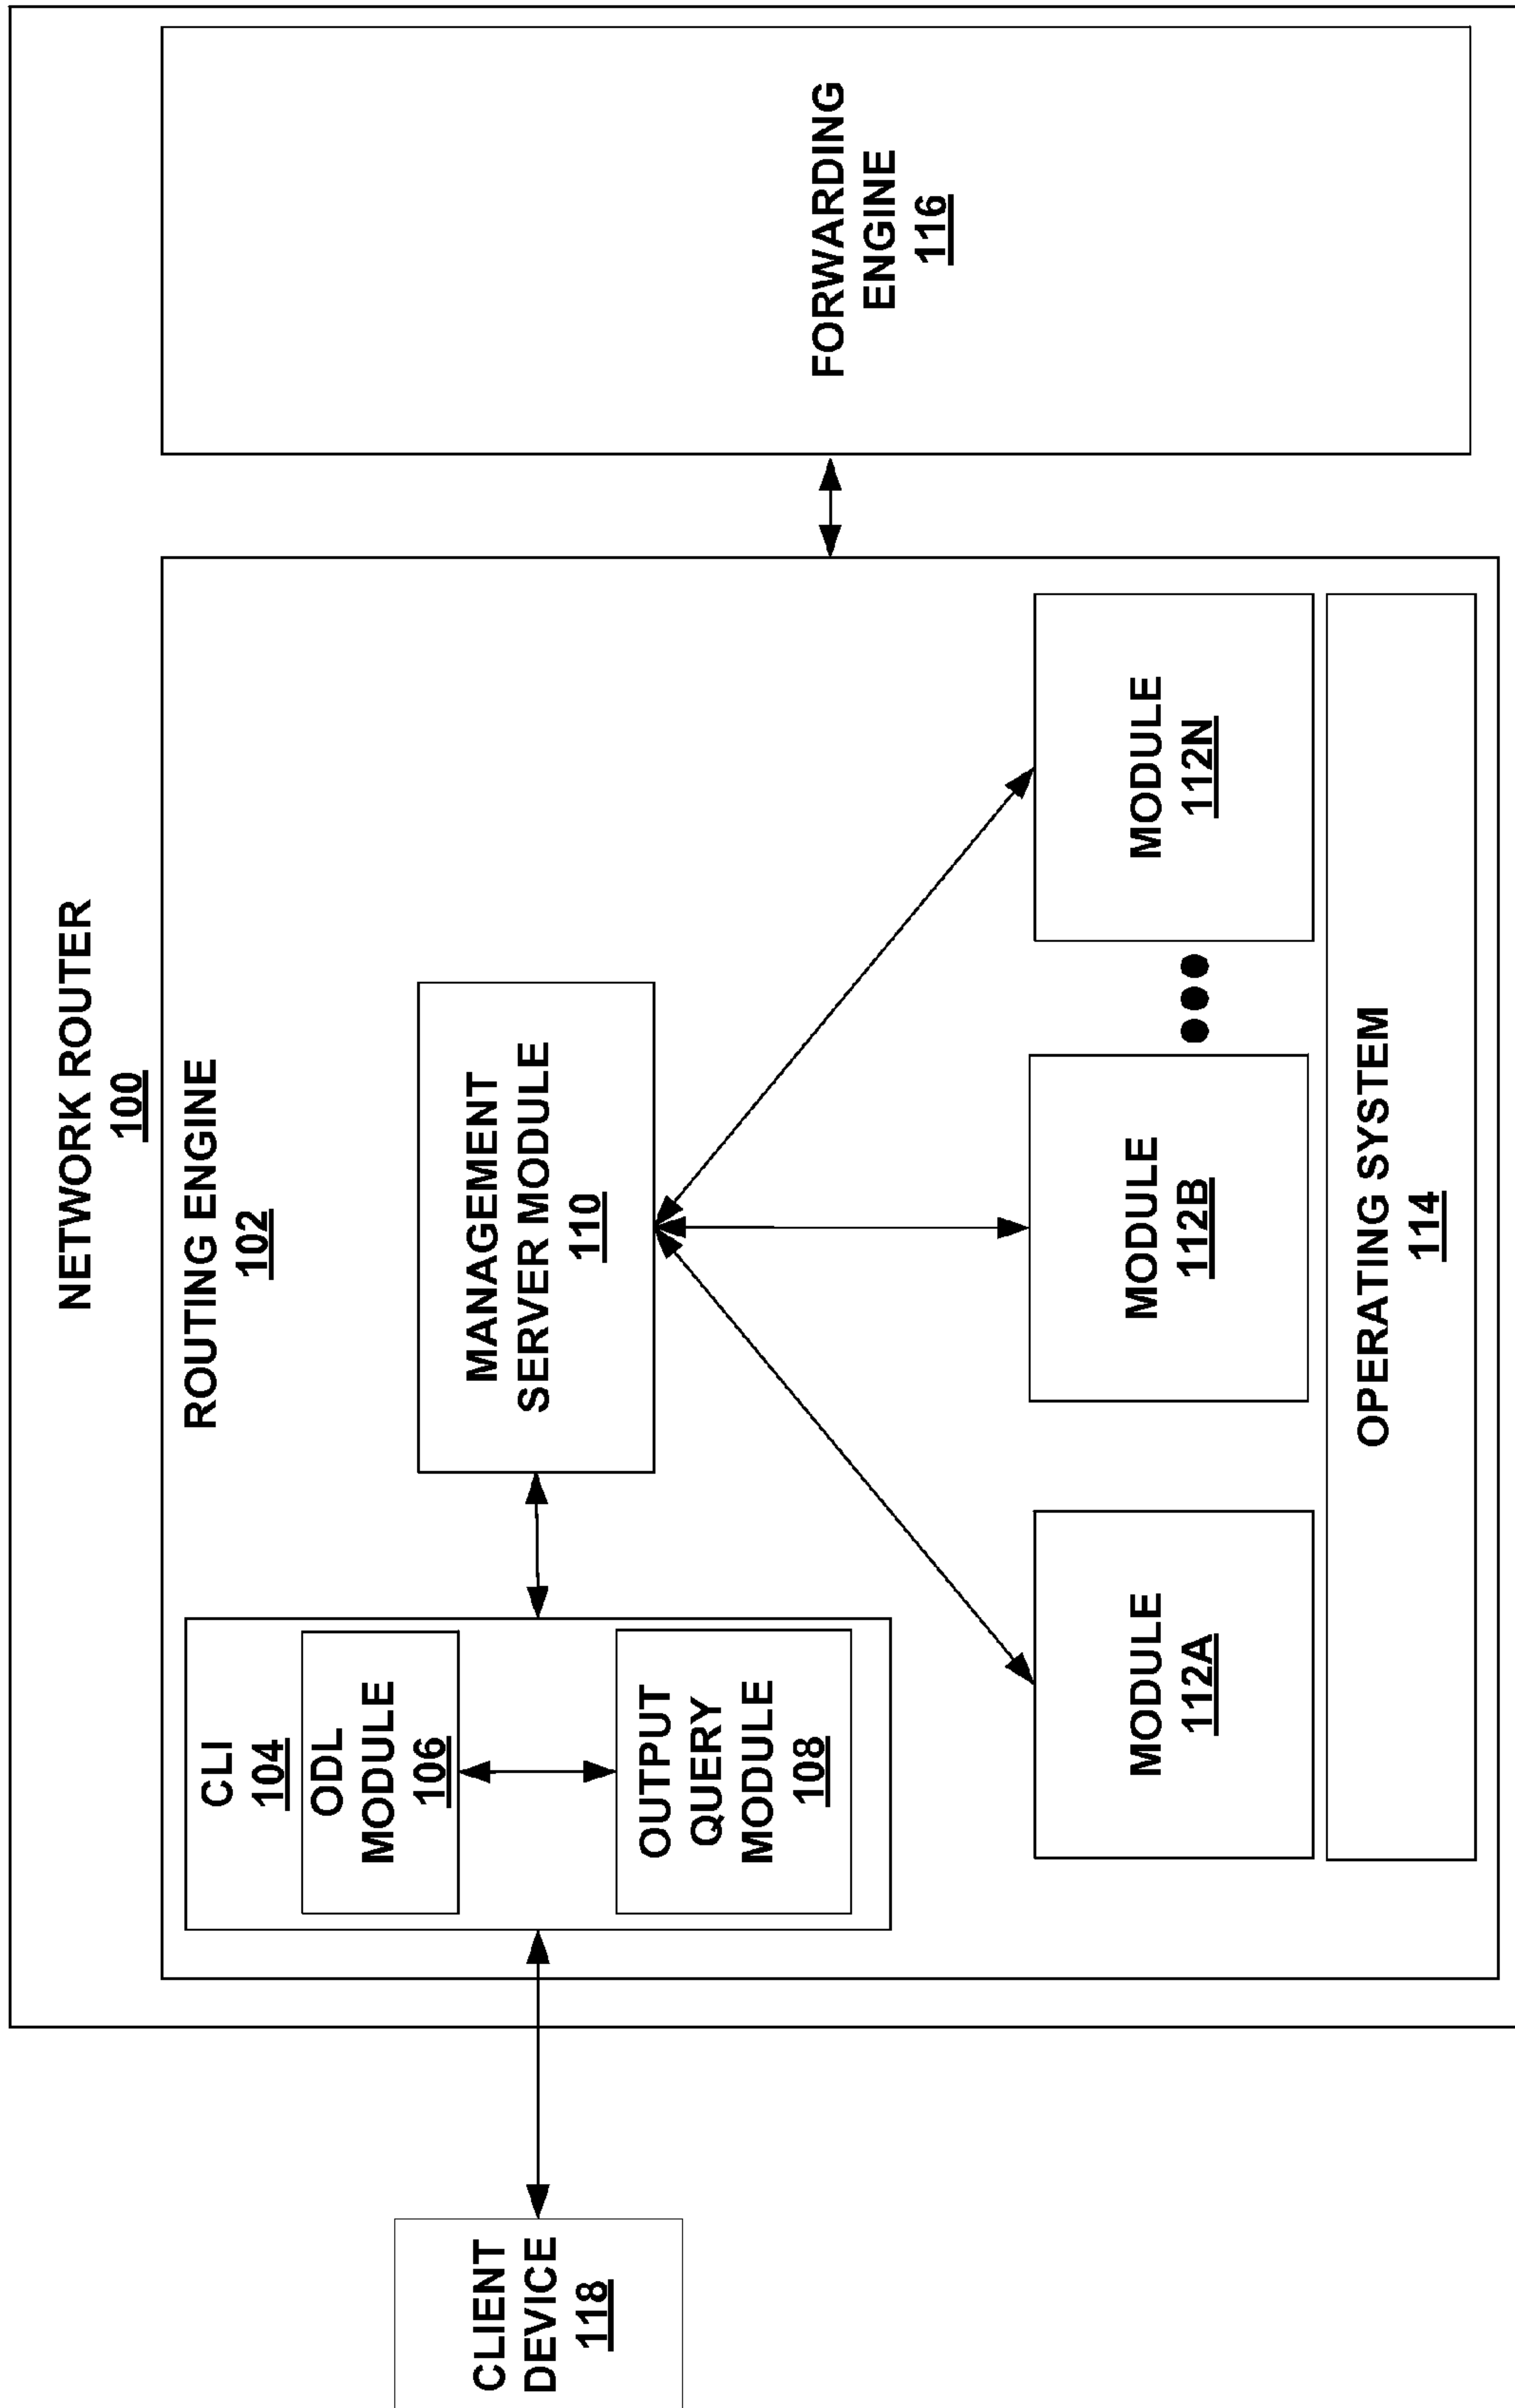 NETWORK ROUTER
100
ROUTING ENGINE
102
CLIENT
DEVICE
118
CLI
104
ODL
MODULE
106
OUTPUT
QUERY
MODULE
108
MANAGEMENT
SERVER MODULE
110
MODULE
112A
MODULE
112B
MODULE
112N
OPERATING SYSTEM
114
FORWARDING
ENGINE
116